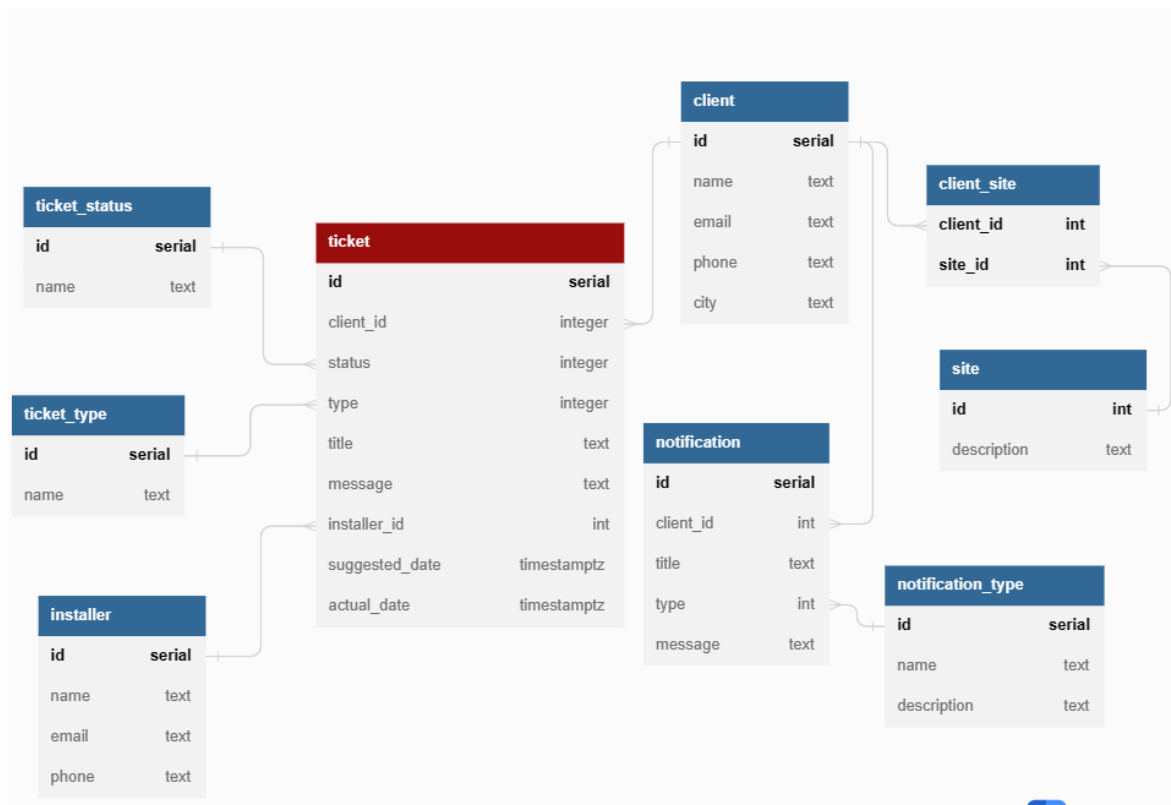 client
id serial
name text
email text
phone text
city text
client_site
client_id int
site_id int
ticket_status
id serial
name text
ticket
id serial
client_id integer
status integer
type integer
title text
message text
installer_id int
suggested_date timestamptz
actual_date timestamptz
site
id int
description text
ticket_type
id serial
name text
notification
id serial
client_id int
title text
type int
message text
notification_type
id serial
name text
description text
installer
id serial
name text
email text
phone text